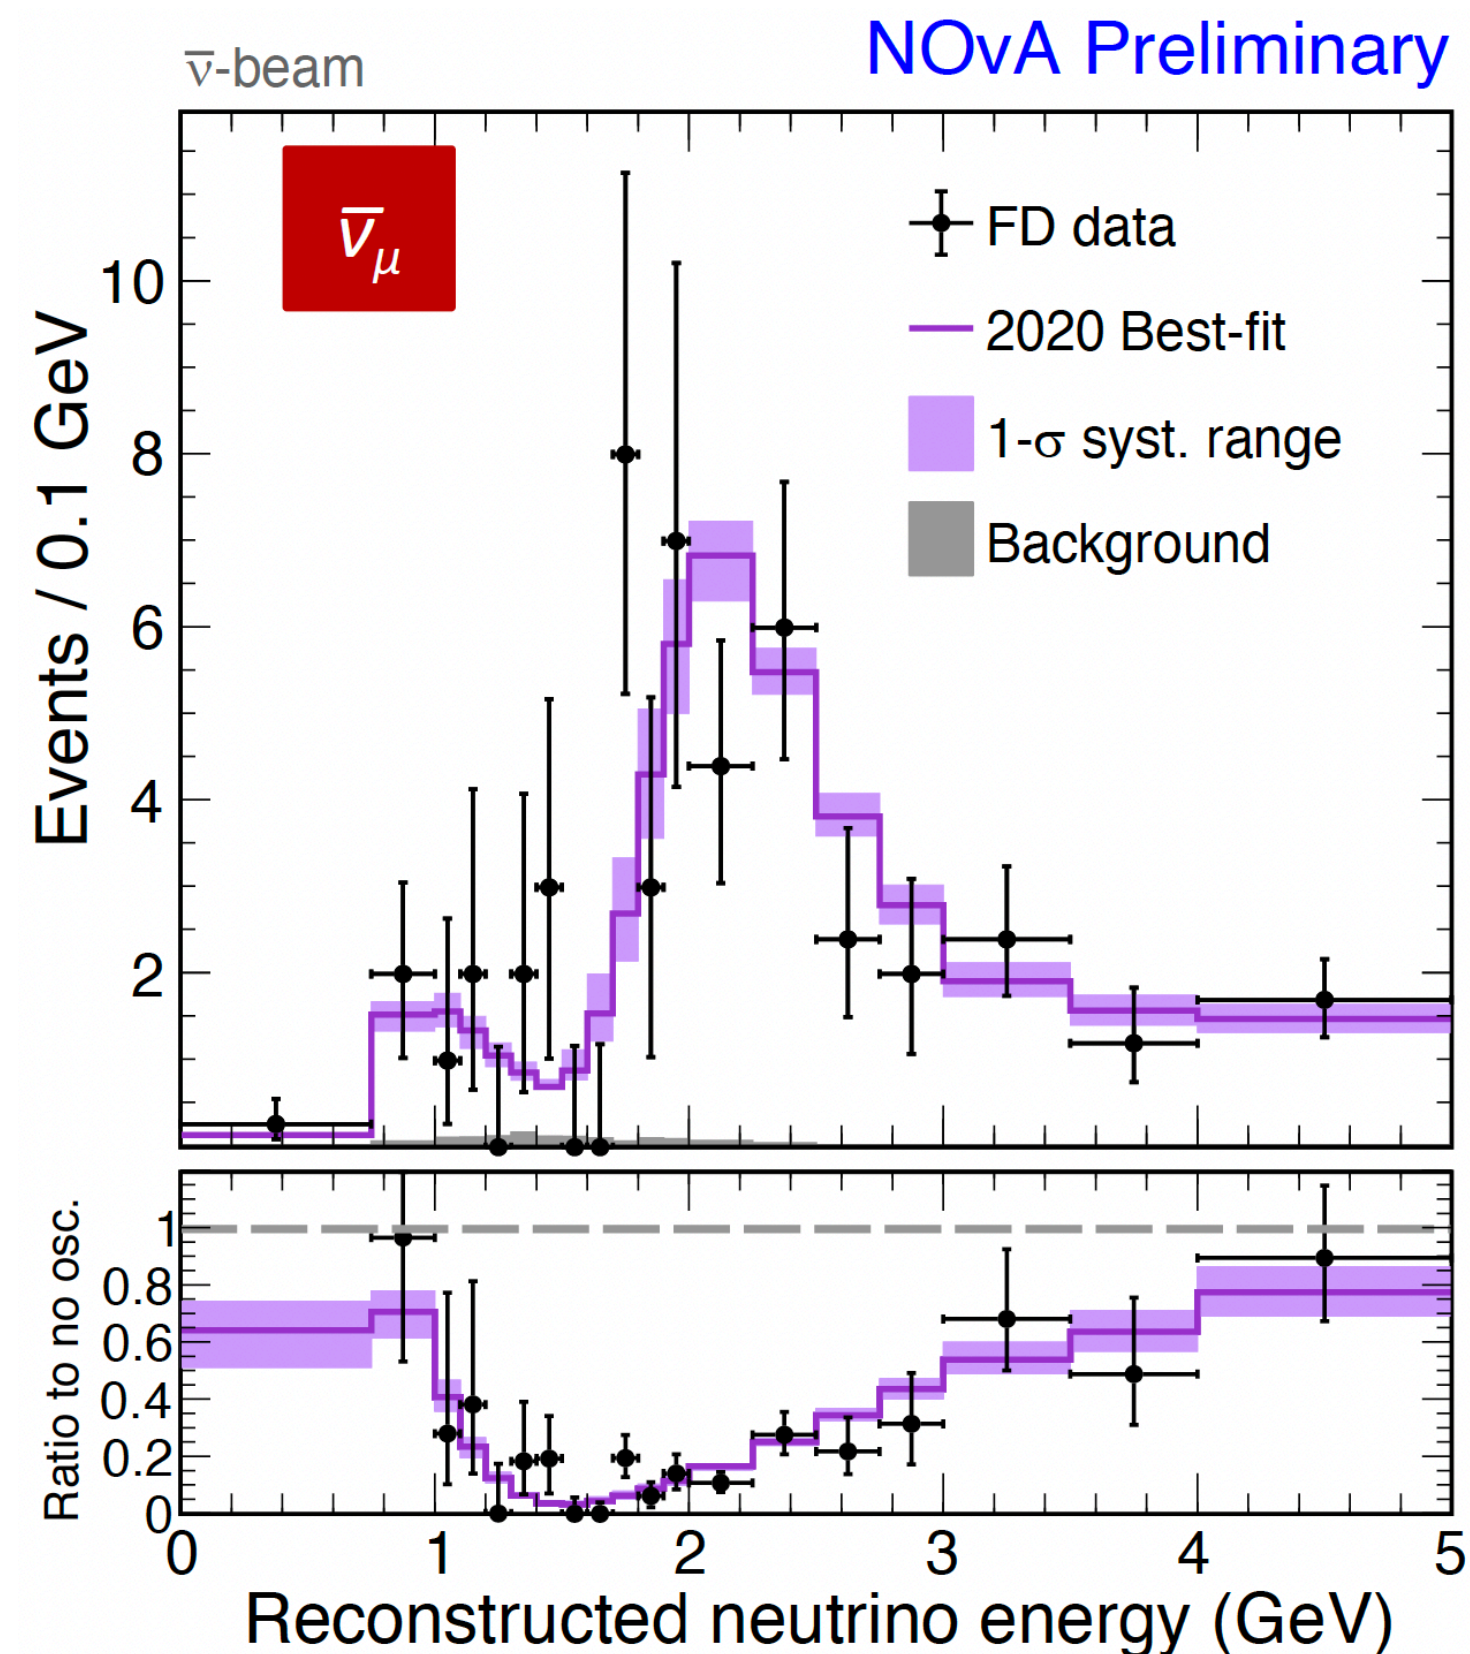 NOvA Preliminary
ν̅-beam
ν̅μ
FD data
2020 Best-fit
1-σ syst. range
Background
Events / 0.1 GeV
10
8
6
4
2
Ratio to no osc.
1
0.8
0.6
0.4
0.2
0
0 1 2 3 4 5
Reconstructed neutrino energy (GeV)